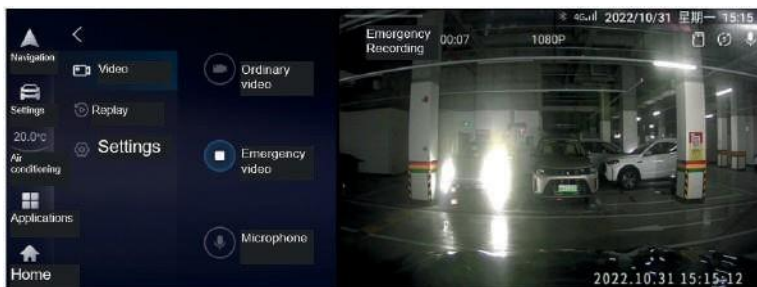 4G 2022/10/31 星期一 15:15
Navigation
Settings
20.0°C
Air
conditioning
Applications
Home
Video
Replay
Settings
Ordinary
video
Emergency
video
Microphone
Emergency
Recording
00:07
1080P
2022.10.31 15:15:12